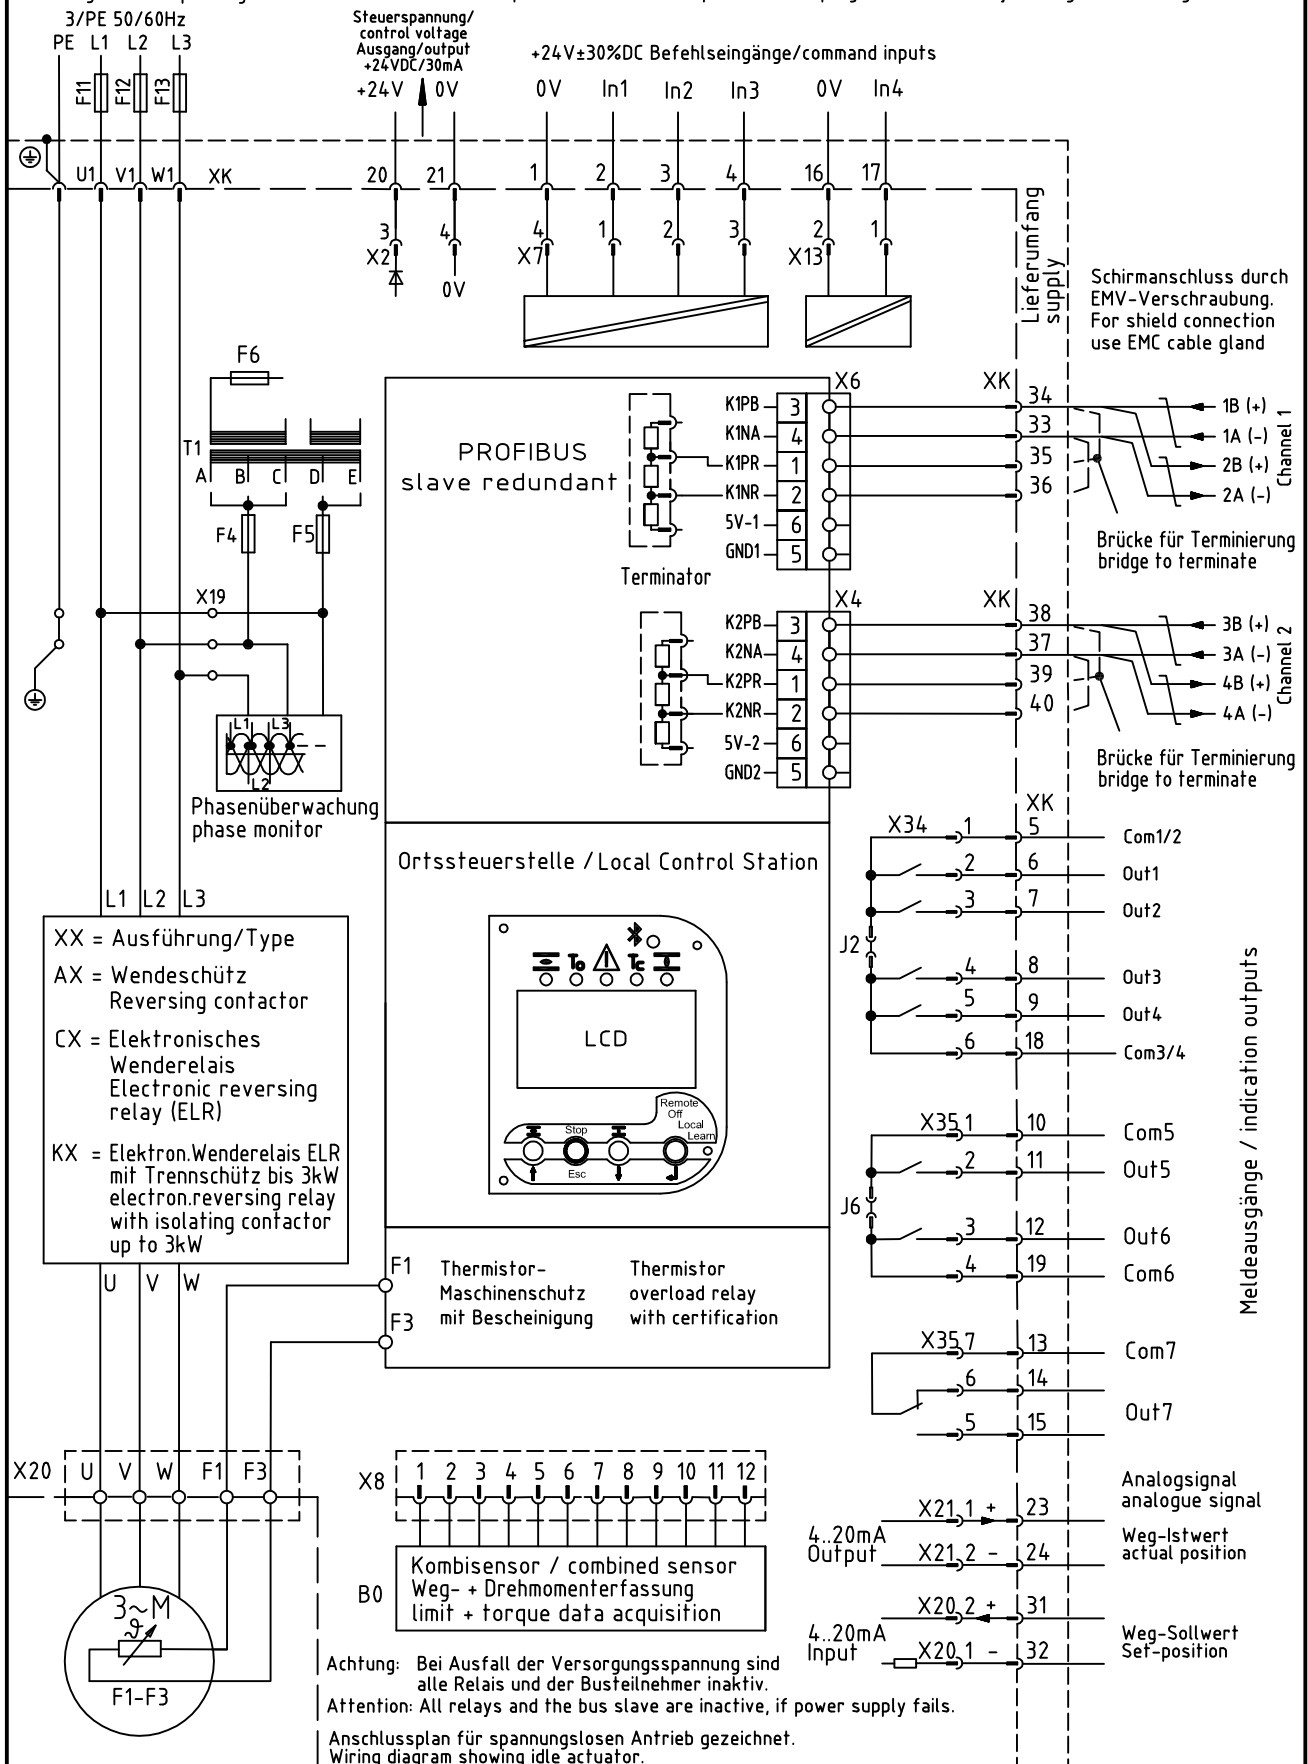 3/PE 50/60Hz
PE L1 L2 L3
F11 F12 F13
Steuerspannung/
control voltage
Ausgang/output
+24VDC/30mA
+24V 0V
+24V±30%DC Befehlseingänge/command inputs
0V In1 In2 In3 0V In4
U1 V1 W1 XK 20 21 1 2 3 4 16 17
3 4 4 1 2 3 2 1
X2 X7 X13
0V
Lieferumfang
supply
Schirmanschluss durch
EMV-Verschraubung.
For shield connection
use EMC cable gland
F6
T1
A B C D E
F4 F5
X19
L1 L3
L2
Phasenüberwachung
phase monitor
PROFIBUS
slave redundant
Terminator
X6 XK
K1PB 3 34 1B (+)
K1NA 4 33 1A (-)
K1PR 1 35 2B (+)
K1NR 2 36 2A (-)
5V-1 6
GND1 5
Channel 1
Brücke für Terminierung
bridge to terminate
X4 XK
K2PB 3 38 3B (+)
K2NA 4 37 3A (-)
K2PR 1 39 4B (+)
K2NR 2 40 4A (-)
5V-2 6
GND2 5
Channel 2
Brücke für Terminierung
bridge to terminate
L1 L2 L3
XX = Ausführung/Type
AX = Wendeschütz
Reversing contactor
CX = Elektronisches
Wenderelais
Electronic reversing
relay (ELR)
KX = Elektron.Wenderelais ELR
mit Trennschütz bis 3kW
electron.reversing relay
with isolating contactor
up to 3kW
U V W
Ortssteuerstelle /Local Control Station
To Tc
LCD
Remote
Off
Local
Learn
Stop
Esc
F1
F3
Thermistor-
Maschinenschutz
mit Bescheinigung
Thermistor
overload relay
with certification
XK
X34 1 5 Com1/2
2 6 Out1
3 7 Out2
J2
4 8 Out3
5 9 Out4
6 18 Com3/4
X35 1 10 Com5
2 11 Out5
J6
3 12 Out6
4 19 Com6
X35 7 13 Com7
6 14
Out7
5 15
Meldeausgänge / indication outputs
Analogsignal
analogue signal
X21 1 + 23
4..20mA
Output
X21 2 - 24
Weg-Istwert
actual position
X20 2 + 31
4..20mA
Input
X20 1 - 32
Weg-Sollwert
Set-position
X20 U V W F1 F3
3~M
ϑ
F1-F3
X8 1 2 3 4 5 6 7 8 9 10 11 12
B0
Kombisensor / combined sensor
Weg- + Drehmomenterfassung
limit + torque data acquisition
Achtung: Bei Ausfall der Versorgungsspannung sind
alle Relais und der Busteilnehmer inaktiv.
Attention: All relays and the bus slave are inactive, if power supply fails.
Anschlussplan für spannungslosen Antrieb gezeichnet.
Wiring diagram showing idle actuator.